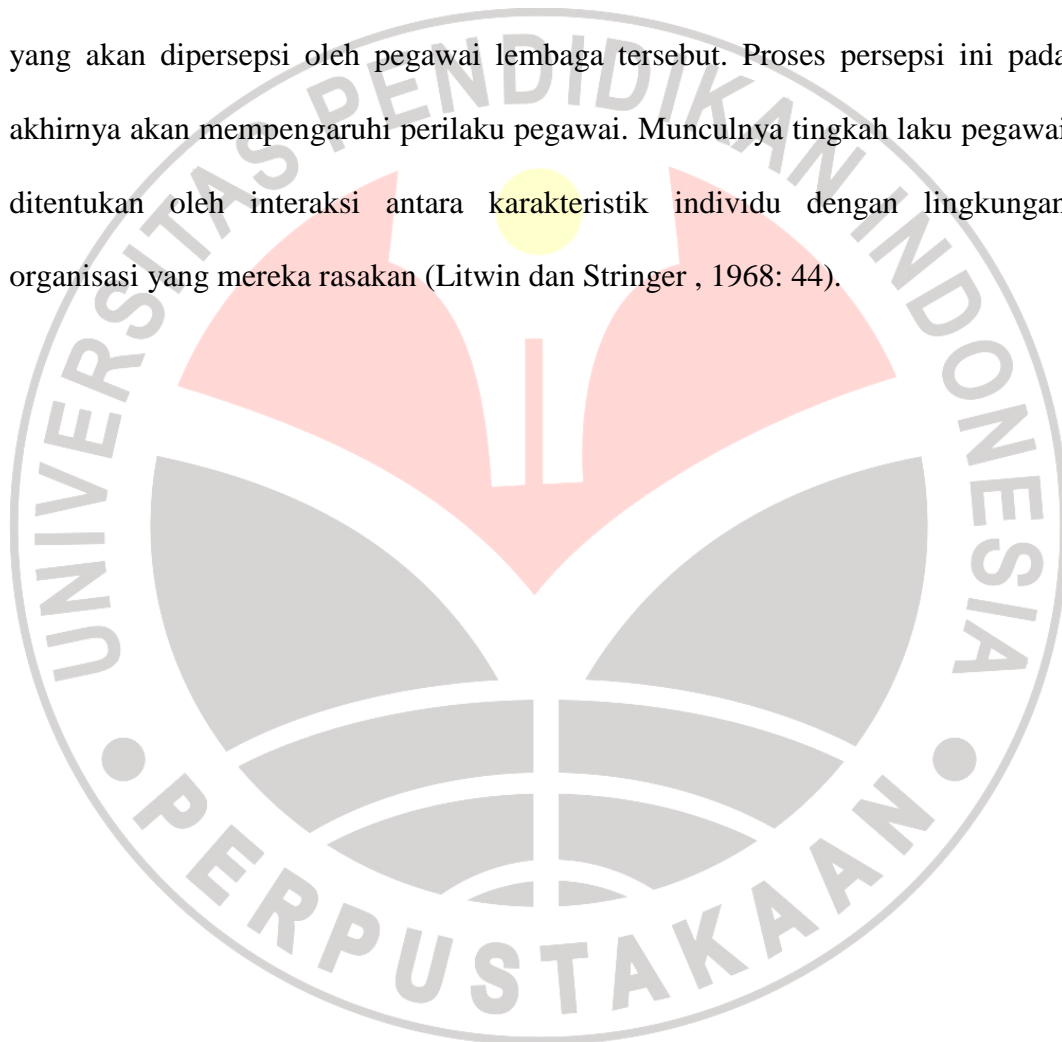 yang akan dipersepsi oleh pegawai lembaga tersebut. Proses persepsi ini pada
akhirnya akan mempengaruhi perilaku pegawai. Munculnya tingkah laku pegawai
ditentukan oleh interaksi antara karakteristik individu dengan lingkungan
organisasi yang mereka rasakan (Litwin dan Stringer , 1968: 44).
UNIVERSITAS PENDIDIKAN INDONESIA
PERPUSTAKAAN